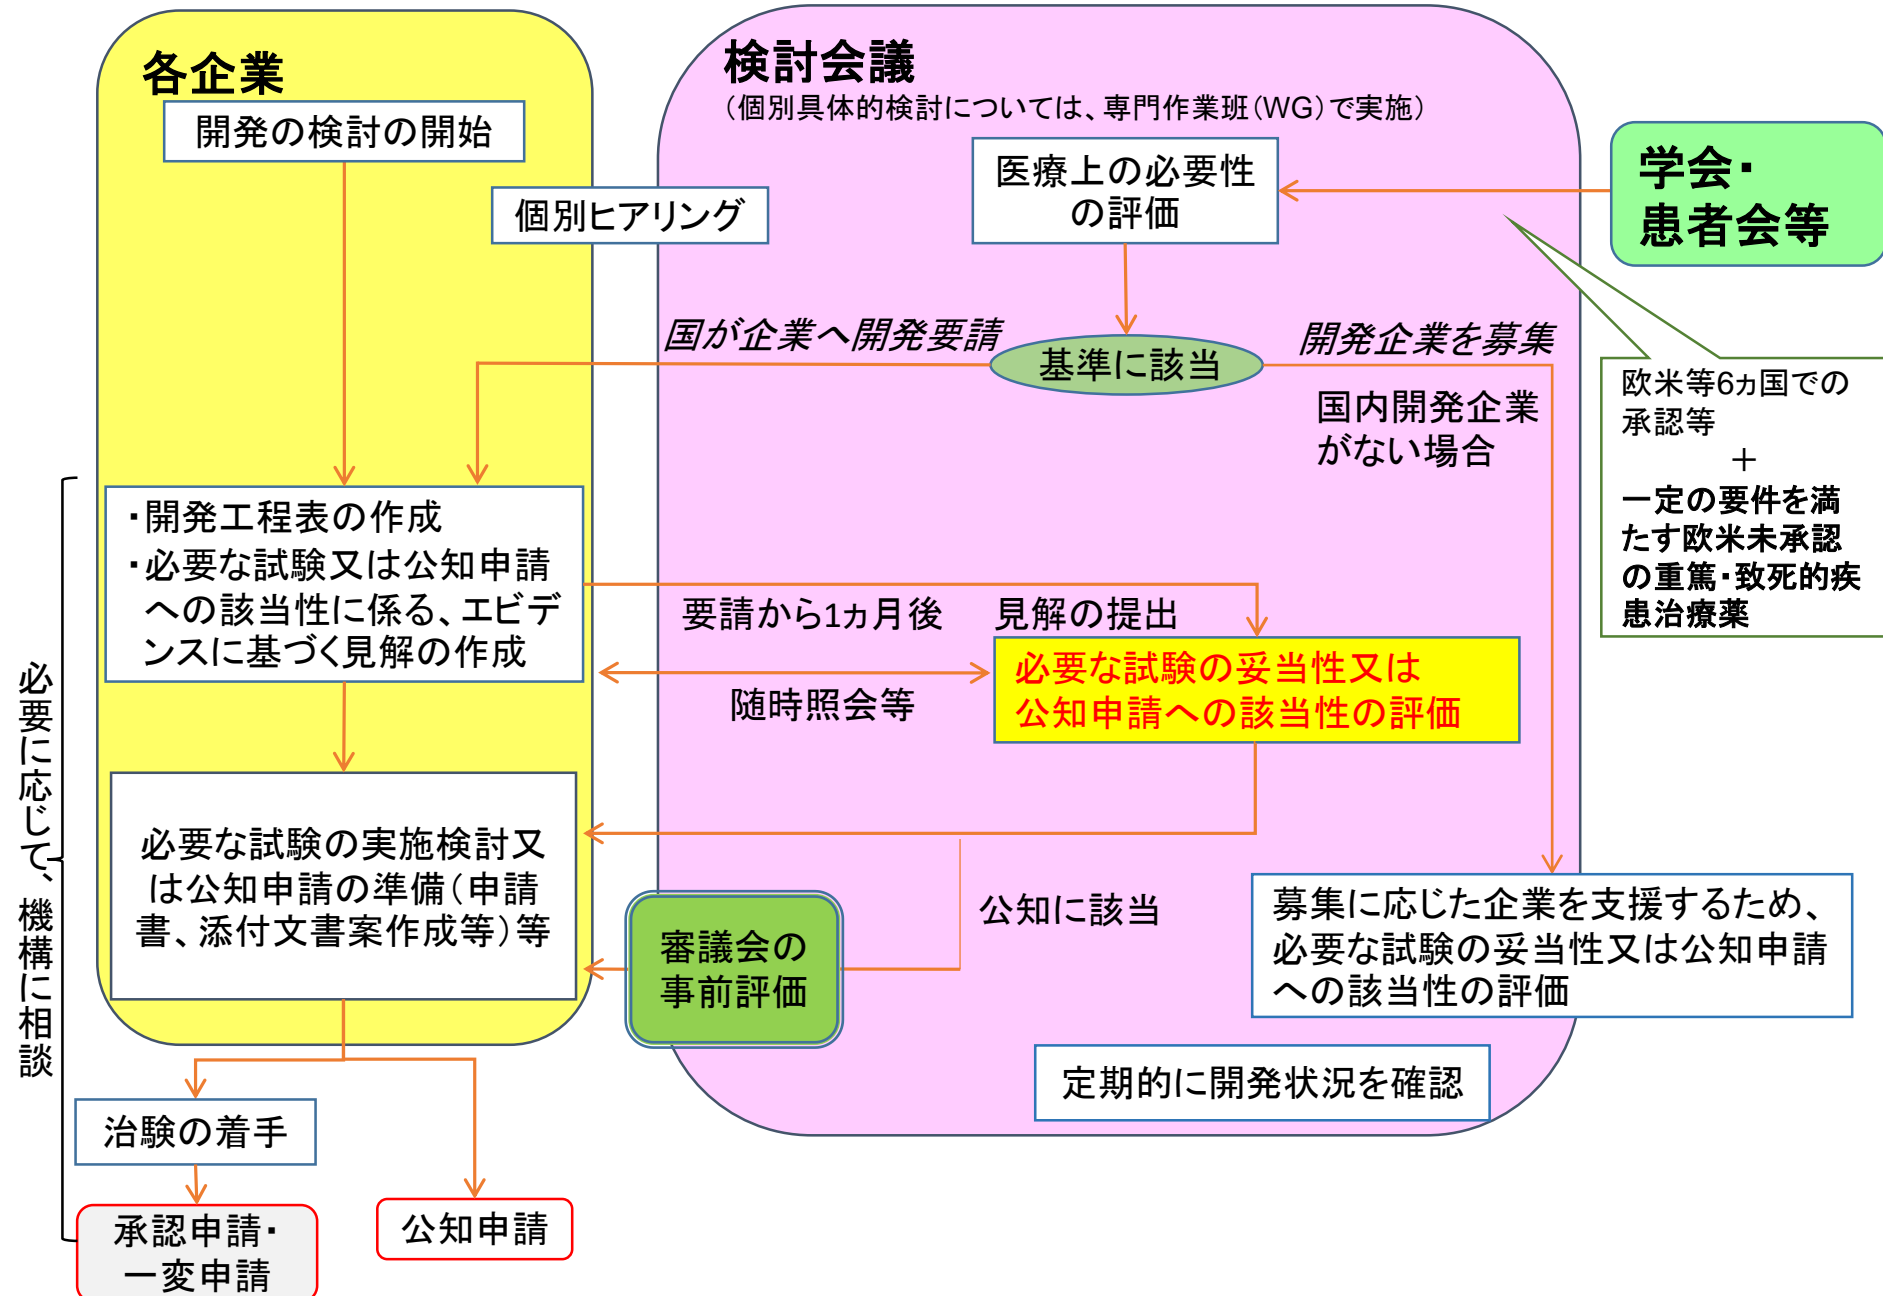 各企業
開発の検討の開始
検討会議
（個別具体的検討については、専門作業班（WG）で実施）
個別ヒアリング
医療上の必要性
の評価
学会・
患者会等
国が企業へ開発要請
基準に該当
開発企業を募集
国内開発企業
がない場合
欧米等6ヵ国での
承認等
＋
一定の要件を満
たす欧米未承認
の重篤・致死的疾
患治療薬
・開発工程表の作成
・必要な試験又は公知申請
への該当性に係る、エビデ
ンスに基づく見解の作成
要請から1ヵ月後
見解の提出
随時照会等
必要な試験の妥当性又は
公知申請への該当性の評価
必要に応じて、機構に相談
必要な試験の実施検討又
は公知申請の準備（申請
書、添付文書案作成等）等
審議会の
事前評価
公知に該当
募集に応じた企業を支援するため、
必要な試験の妥当性又は公知申請
への該当性の評価
定期的に開発状況を確認
治験の着手
承認申請・
一変申請
公知申請